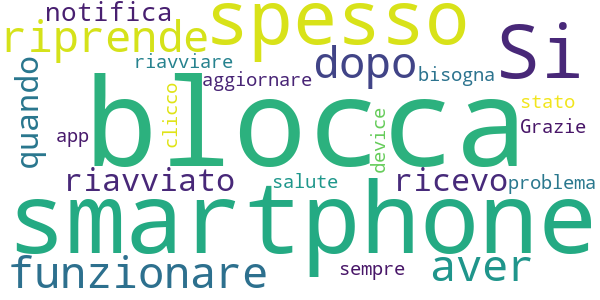 notifica
spesso
Si
riprende
dopo
riavviare
bisogna
quando
aggiornare
blocca
clicco
stato
device
Grazie
app
riavviato
salute
ricevo
problema
smartphone
funzionare
sempre
aver